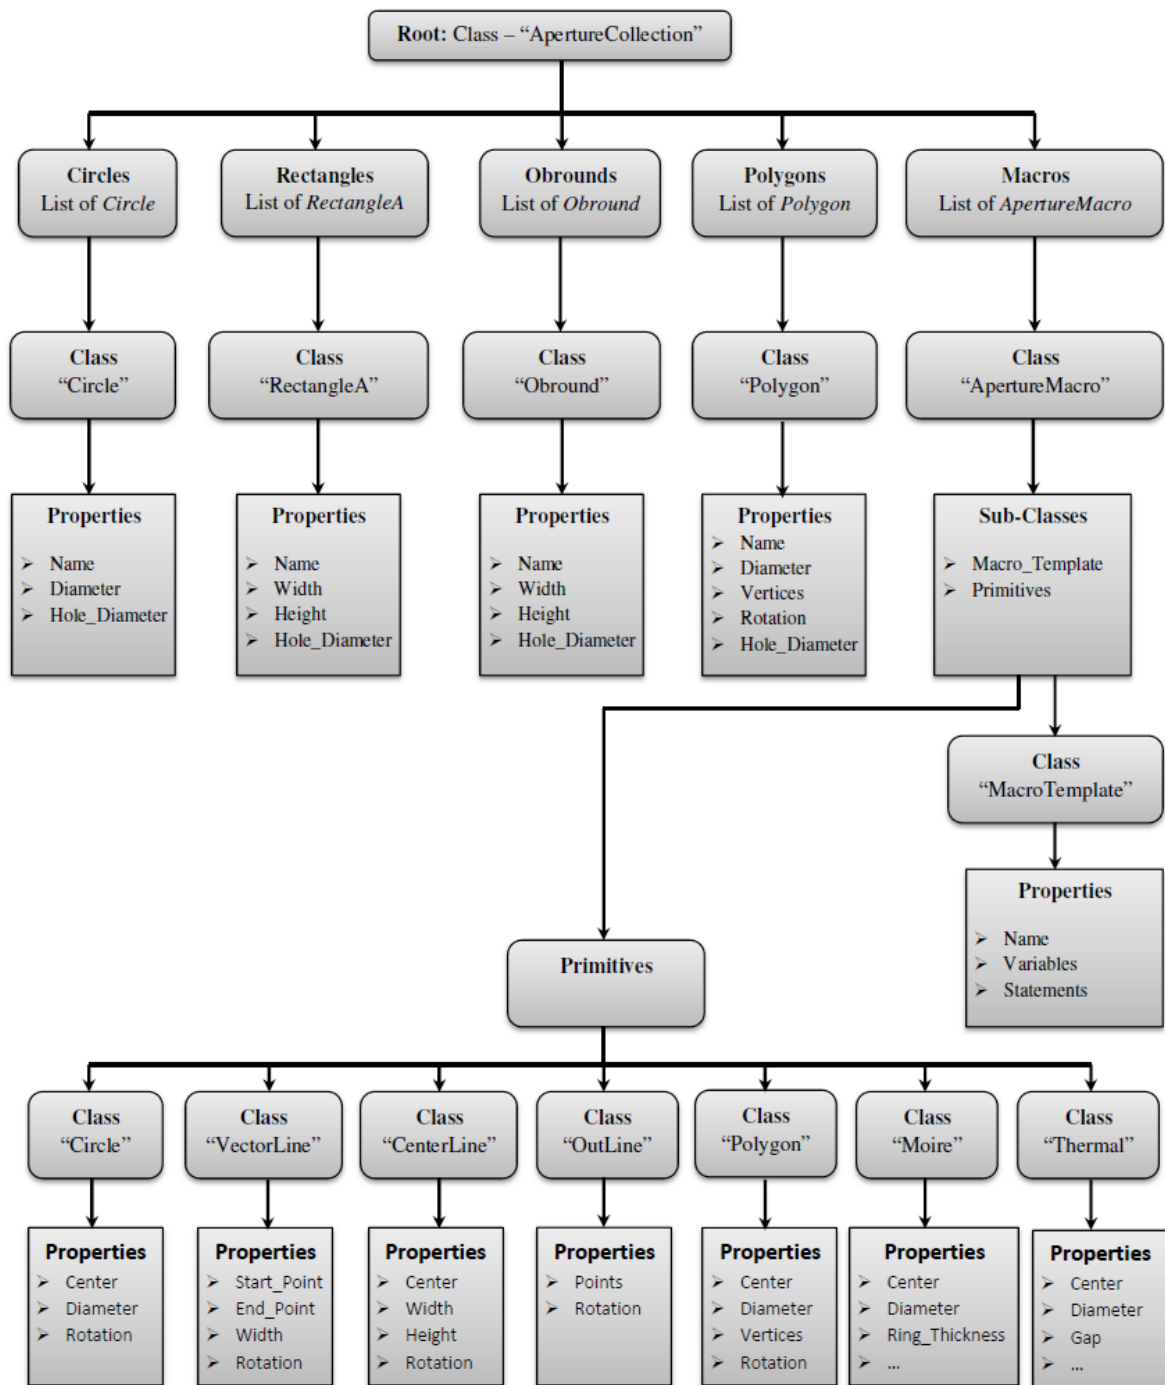 Root: Class – “ApertureCollection”
Circles
List of Circle
Rectangles
List of RectangleA
Obrounds
List of Obround
Polygons
List of Polygon
Macros
List of ApertureMacro
Class
“Circle”
Class
“RectangleA”
Class
“Obround”
Class
“Polygon”
Class
“ApertureMacro”
Properties
➢ Name
➢ Diameter
➢ Hole_Diameter
Properties
➢ Name
➢ Width
➢ Height
➢ Hole_Diameter
Properties
➢ Name
➢ Width
➢ Height
➢ Hole_Diameter
Properties
➢ Name
➢ Diameter
➢ Vertices
➢ Rotation
➢ Hole_Diameter
Sub-Classes
➢ Macro_Template
➢ Primitives
Class
“MacroTemplate”
Properties
➢ Name
➢ Variables
➢ Statements
Primitives
Class
“Circle”
Class
“VectorLine”
Class
“CenterLine”
Class
“OutLine”
Class
“Polygon”
Class
“Moire”
Class
“Thermal”
Properties
➢ Center
➢ Diameter
➢ Rotation
Properties
➢ Start_Point
➢ End_Point
➢ Width
➢ Rotation
Properties
➢ Center
➢ Width
➢ Height
➢ Rotation
Properties
➢ Points
➢ Rotation
Properties
➢ Center
➢ Diameter
➢ Vertices
➢ Rotation
Properties
➢ Center
➢ Diameter
➢ Ring_Thickness
➢ ...
Properties
➢ Center
➢ Diameter
➢ Gap
➢ ...